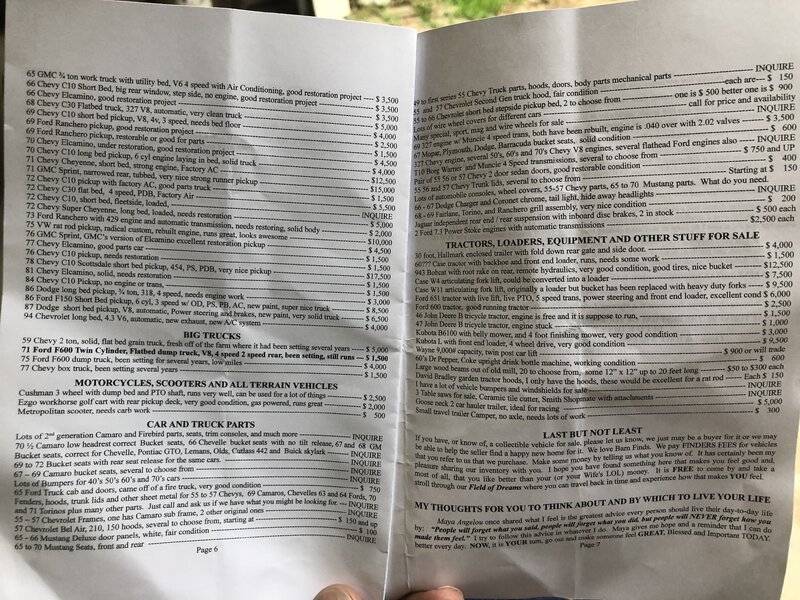 65 GMC ¾ ton work truck with utility bed, V6 4 speed with Air Conditioning, good restoration project --- $ 3,500
66 Chevy C10 Short Bed, big rear window, step side, no engine, good restoration project --- $ 3,500
66 Chevy Elcamino, good restoration project
68 Chevy C30 Flatbed truck, 327 V8, automatic, very clean truck
69 Chevy C10 short bed pickup, V8, 4v, 3 speed, needs bed floor
69 Ford Ranchero pickup, good restoration project
69 Ford Ranchero pickup, restorable or good for parts
70 Chevy Elcamino, under restoration, good restoration project
70 Chevy C10 long bed pickup, 6 cyl engine laying in bed, solid truck
71 Chevy Cheyenne, short bed, strong engine, Factory AC
71 GMC Sprint, narrowed rear, tubbed, very nice strong runner pickup
72 Chevy C10 pickup with factory AC, good parts truck
72 Chevy C30 flat bed, 4 speed, PDB, Factory Air
72 Chevy C10, short bed, fleetside, loaded,
72 Chevy Super Cheyenne, long bed, loaded, needs restoration
73 Ford Ranchero with 429 engine and automatic transmission, needs restoring, solid body
75 VW rat rod pickup, radical custom, rebuilt engine, runs great, looks awesome
76 GMC Sprint, GMC's version of Elcamino excellent restoration pickup
77 Chevy Elcamino, good parts car
76 Chevy C10 pickup, needs restoration
78 Chevy C10 Scottsdale short bed pickup, 454, PS, PDB, very nice pickup
81 Chevy Elcamino, solid, needs restoration
84 Chevy C10 pickup, no engine or trans,
86 Dodge long bed pickup, ¾ ton, 318, 4 speed, needs engine work
86 Ford F150 Short bed pickup, 6 cyl, 3 speed w/ OD, PS, PB, AC, new paint, super nice truck
87 Dodge short bed pickup, V8, automatic, Power steering and brakes, new paint, very solid truck
94 Chevrolet long bed, 4.3 V6, automatic, new exhaust, new A/C system --- $ 4,000
BIG TRUCKS
59 Chevy 2 ton, solid, flat bed grain truck, fresh off of the farm where it had been setting several years --- $ 5,000
71 Ford F600 Twin Cylinder, Flatbed dump truck, V8, 4 speed 2 speed rear, been setting, still runs --- $ 1,500
75 Ford F600 dump truck, been setting for several years, low miles --- $ 4,000
77 Chevy box truck, been setting several years --- $ 1,500
MOTORCYCLES, SCOOTERS AND ALL TERRAIN VEHICLES
Cushman 3 wheel with dump bed and PTO shaft, runs very well, can be used for a lot of things --- $ 2,500
Ezgo workhorse golf cart with rear pickup deck, very good condition, gas powered, runs great --- $ 2,000
Metropolitan scooter, needs carb work --- $ 500
CAR AND TRUCK PARTS
Lots of 2nd generation Camaro and Firebird parts, seats, trim consoles, and much more --- INQUIRE
70 ½ Camaro low headrest correct Bucket seats, 66 Chevelle bucket seats with no tilt release, 67 and 68 GM
Bucket seats, correct for Chevelle, Pontiac GTO, Lemans, Olds, Cutlass 442 and Buick skylark --- INQUIRE
69 to 72 Bucket seats with rear seat release for the same cars. --- INQUIRE
67 – 69 Camaro bucket seats, several to choose from --- INQUIRE
Lots of Bumpers for 40's 50's 60's and 70's cars --- INQUIRE
65 Ford Truck cab and doors, came off of a fire truck, very good condition --- $ 750
Fenders, hoods, trunk lids and other sheet metal for 55 to 57 Chevys, 69 Camaros, Chevelles 63 and 64 Fords, 70
and 71 Torinos plus many more parts. Just call and ask us if we have what you might be looking for. --- INQUIRE
55 – 57 Chevrolet Frames, one has Camaro sub frame, 2 other original ones --- INQUIRE
57 Chevrolet Bel Air, 210, 150 hoods, several to choose from, starting at --- $ 150 and up
65 - 66 Mustang Deluxe door panels, white, fair condition --- $ 100
65 to 70 Mustang Seats, front and rear --- INQUIRE
Page 6
49 to first series 55 Chevy Truck parts, hoods, doors, body parts mechanical parts --- INQUIRE
55 and 57 Chevrolet Second Gen truck hood, fair condition --- each are--- $ 150
55 to 66 Chevrolet short bed stepside pickup bed, 2 to choose from --- one is $ 500 better one is $ 900
Lots of wire wheel covers for different cars --- call for price and availability
Many special, sport, mag and wire wheels for sale --- INQUIRE
69 327 engine w/ Muncie 4 speed trans, both have been rebuilt, engine is .040 over with 2.02 valves --- $ 3,500
67 Mopar, Plymouth, Dodge, Barracuda bucket seats, solid condition --- $ 600
327 Chevy engine, several 50's, 60's and 70's Chevy V8 engines, several flathead Ford engines also --- INQUIRE
T10 Borg Warner and Muncie 4 Speed transmissions, several to choose from --- $ 750 and UP
Pair of 55 56 or 57 Chevy 2 door sedan doors, good restorable condition --- $ 400
55 56 and 57 Chevy Trunk lids, several to choose from --- Starting at $ 150
Lots of automatic consoles, wheel covers, 55-57 Chevy parts, 65 to 70 Mustang parts. What do you need.
66 - 67 Dodge Charger and Coronet chrome, tail light, hide away headlights --- INQUIRE
68 - 69 Fairlane, Torino, and Ranchero grill assembly, very nice condition --- $ 200
Jaguar independent rear end / rear suspension with inboard disc brakes, 2 in stock --- $ 500 each
2 Ford 7.3 Power Stoke engines with automatic transmissions --- $2,500 each
TRACTORS, LOADERS, EQUIPMENT AND OTHER STUFF FOR SALE
30 foot, Hallmark enclosed trailer with fold down rear gate and side door. --- $ 4,000
6077? Case tractor with backhoe and front end loader, runs, needs some work --- $ 1,500
943 Bobcat with root rake on rear, remote hydraulics, very good condition, good tires, nice bucket --- $12,500
Case W4 articulating fork lift, could be converted into a loader --- $ 7,500
Case W11 articulating fork lift, originally a loader but bucket has been replaced with heavy duty forks --- $ 9,500
Ford 651 tractor with live lift, live PTO, 5 speed trans, power steering and front end loader, excellent cond $ 6,000
Ford 600 tractor, good running tractor --- $ 2,500
46 John Deere B tricycle tractor, engine is free and it is suppose to run, --- $ 1,500
47 John Deere B tricycle tractor, engine stuck --- $ 1,000
Kubota B6100 with belly mower, and 4 foot finishing mower, very good condition --- $ 3,000
Kubota L with front end loader, 4 wheel drive, very good condition --- $ 9,500
Wayne 9,000# capacity, twin post car lift --- $ 900 or will trade
60's Dr Pepper, Coke upright drink bottle machine, working condition --- $ 600
Large wood beams out of old mill, 20 to choose from, some 12" x 12" up to 20 feet long --- $50 to $300 each
David Bradley garden tractor hoods, I only have the hoods, these would be excellent for a rat rod --- Each $ 150
I have a lot of vehicle bumpers and windshields for sale --- INQUIRE
3 Table saws for sale, Ceramic tile cutter, Smith Shopmate with attachments --- INQUIRE
Goose neck 2 car hauler trailer, ideal for racing --- $ 5,000
Small travel trailer Camper, no axle, needs lots of work --- $ 300
LAST BUT NOT LEAST
If you have, or know of, a collectible vehicle for sale, please let us know, we just may be a buyer for it or we may
be able to help the seller find a happy new home for it. We love Barn Finds. We pay FINDERS FEES for vehicles
that you refer to us that we purchase. Make some money by telling us what you know of. It has certainly been my
pleasure sharing our inventory with you. I hope you have found something here that makes you feel good and,
most of all, that you like better than your (or your Wife's LOL) money. It is FREE to come by and take a
stroll through our Field of Dreams where you can travel back in time and experience how that makes YOU feel.
MY THOUGHTS FOR YOU TO THINK ABOUT AND BY WHICH TO LIVE YOUR LIFE
Maya Angelou once shared what I feel is the greatest advice every person should live their day-to-day life
by: "People will forget what you said, people will forget what you did, but people will NEVER forget how you
made them feel." I try to follow this advice in whatever I do. Maya gives me hope and a reminder that I can do
better every day. NOW, it is YOUR turn, go out and make someone feel GREAT, Blessed and Important TODAY.
Page 7